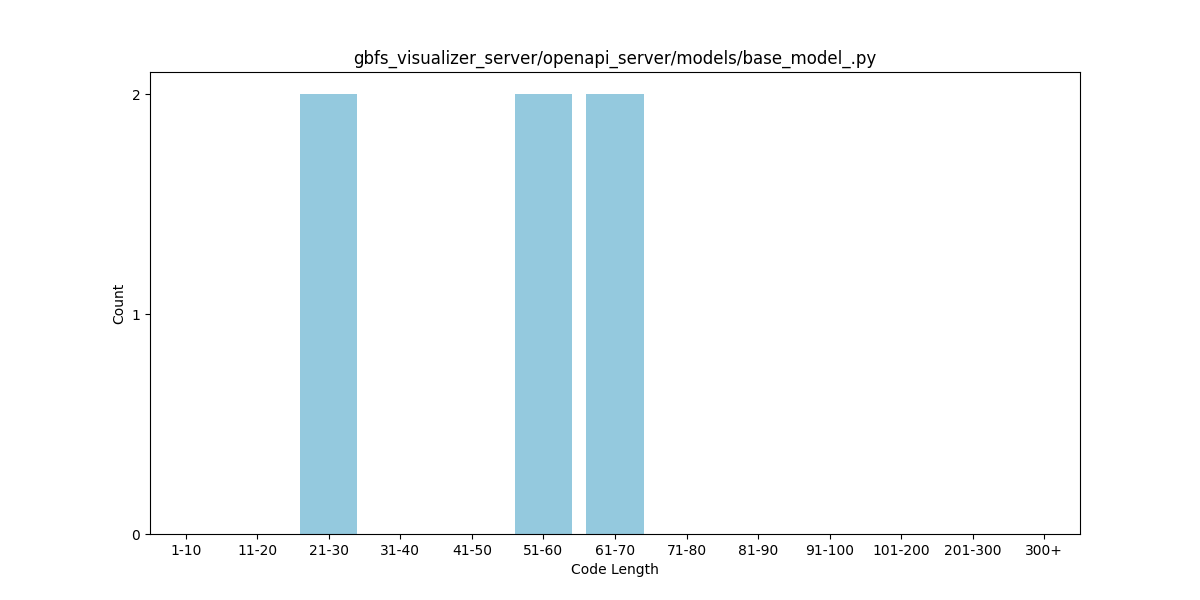 gbfs_visualizer_server/openapi_server/models/base_model_.py
2
1
0
Count
1-10 11-20 21-30 31-40 41-50 51-60 61-70 71-80 81-90 91-100 101-200 201-300 300+
Code Length